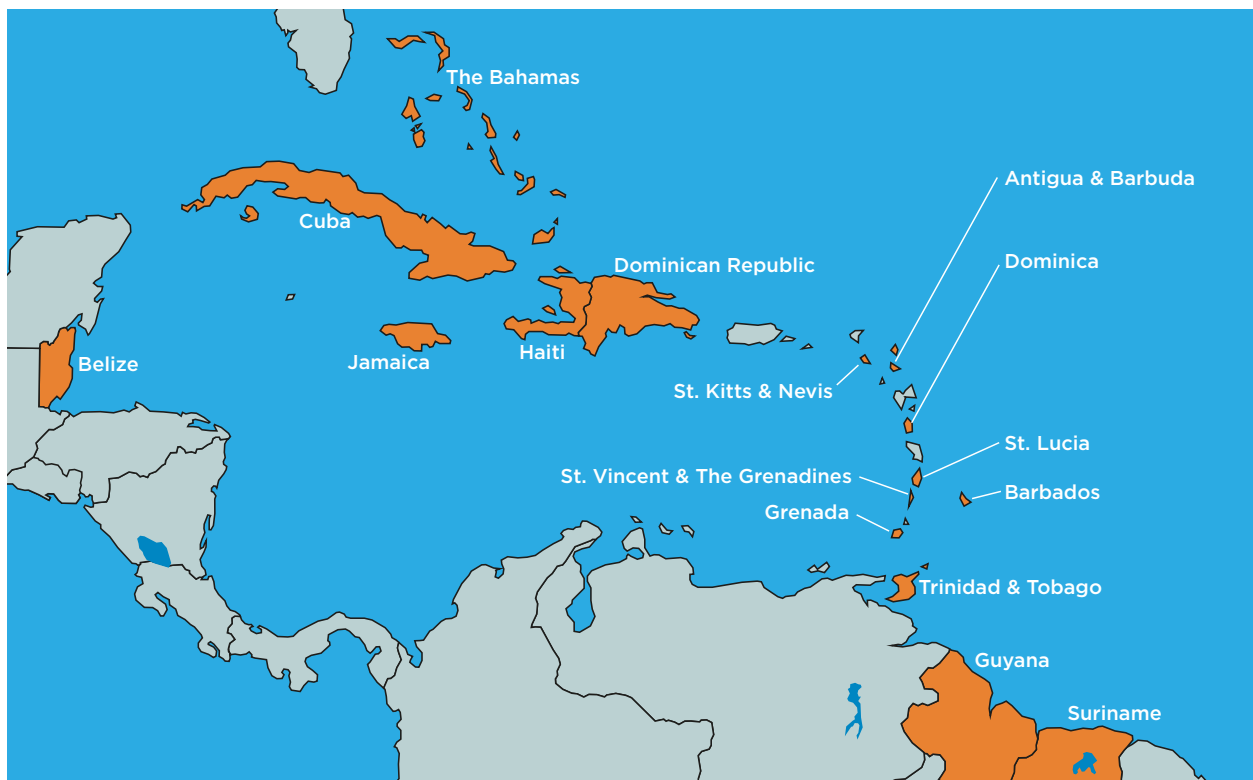 The Bahamas
Antigua & Barbuda
Cuba
Dominican Republic
Dominica
Jamaica
Haiti
Belize
St. Kitts & Nevis
St. Lucia
St. Vincent & The Grenadines
Barbados
Grenada
Trinidad & Tobago
Guyana
Suriname